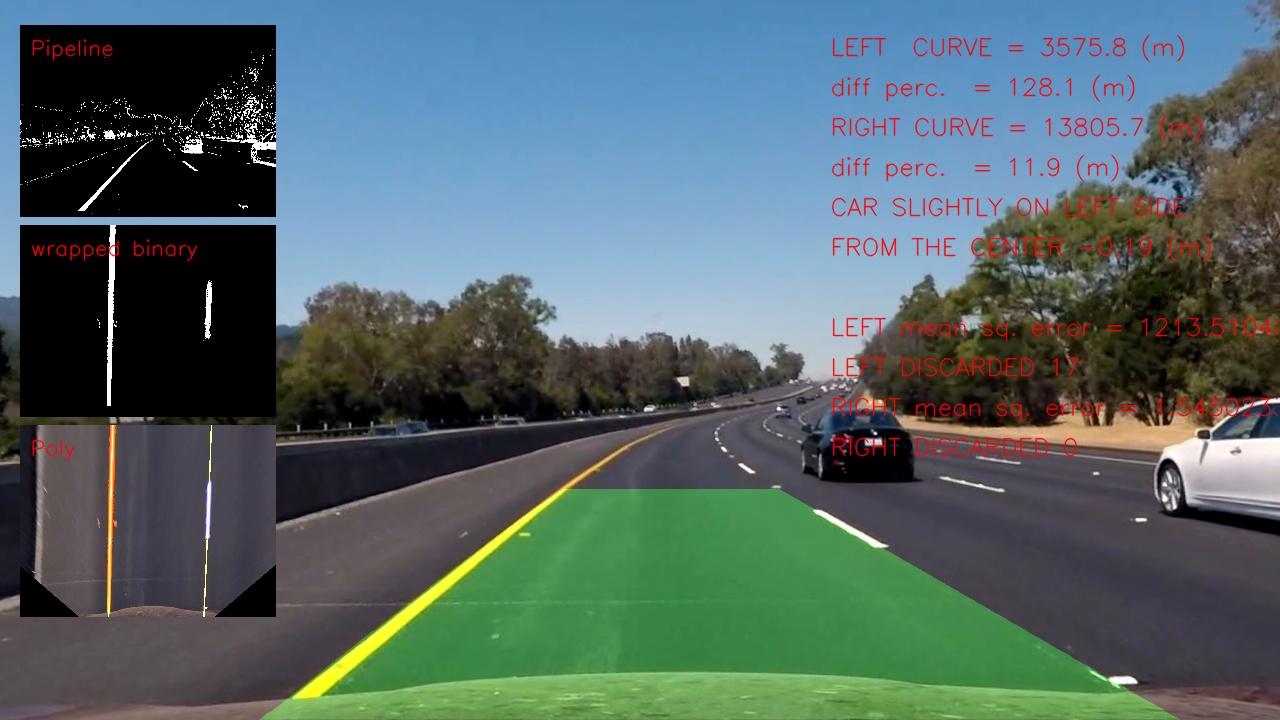 Pipeline
wrapped binary
Poly
LEFT CURVE = 3575.8 (m)
diff perc. = 128.1 (m)
RIGHT CURVE = 13805.7 (m)
diff perc. = 11.9 (m)
CAR SLIGHTLY ON LEFT SIDE
FROM THE CENTER -0.19 (m)
LEFT mean sq. error = 1213.5104
LEFT DISCARDED 17
RIGHT mean sq. error = 1.545023
RIGHT DISCARDED 0